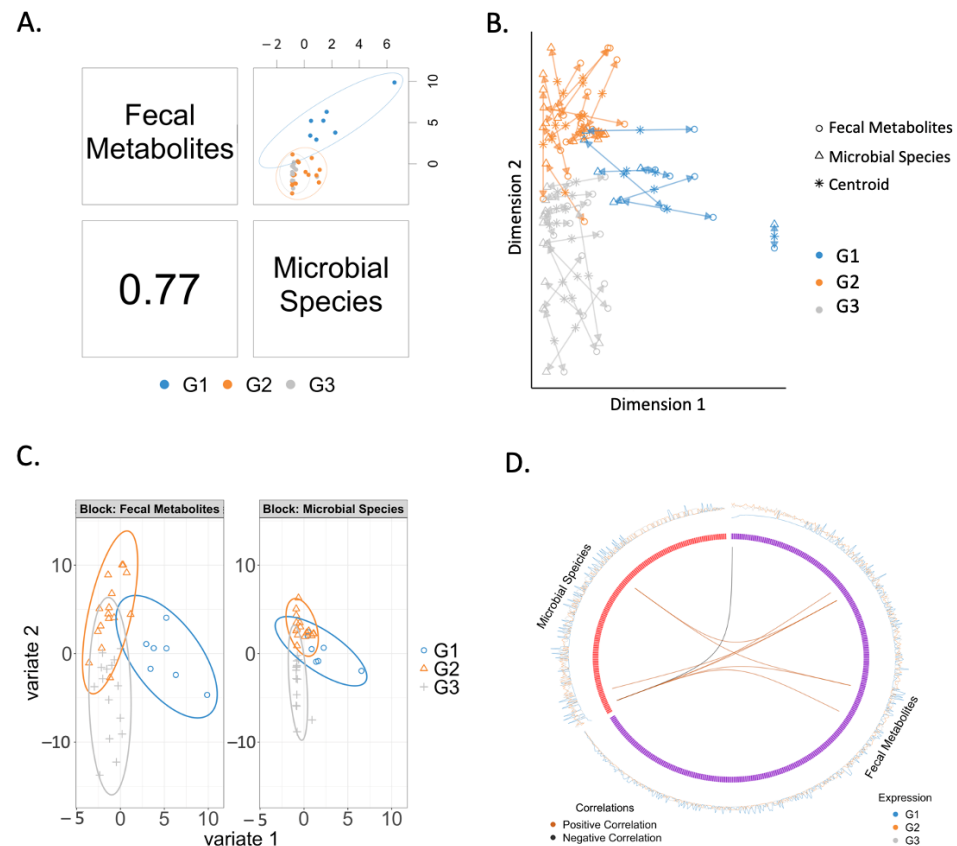 A.
−2 0 2 4 6
Fecal
Metabolites
10
5
0
0.77
Microbial
Species
G1 G2 G3
B.
Dimension 2
Dimension 1
Fecal Metabolites
Microbial Species
Centroid
G1
G2
G3
C.
Block: Fecal Metabolites
Block: Microbial Species
10
0
−10
variate 2
−5 0 5 10
−5 0 5 10
variate 1
G1
G2
G3
D.
Microbial Speicies
Fecal Metabolites
Correlations
Positive Correlation
Negative Correlation
Expression
G1
G2
G3